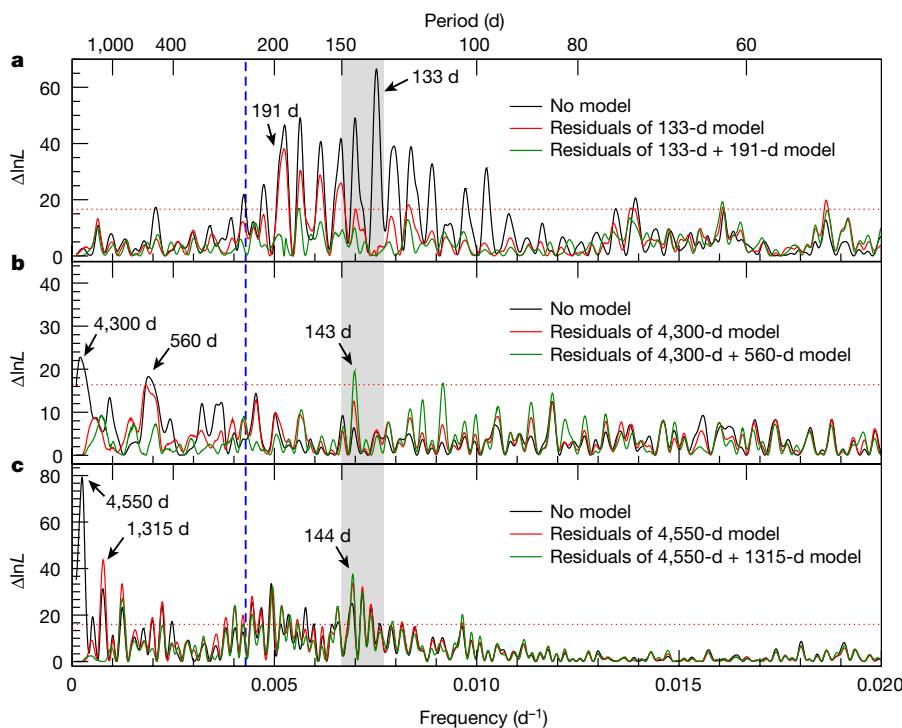 Period (d)
1,000 400 200 150 100 80 60
a
ΔlnL
60
40
20
0
191 d
133 d
No model
Residuals of 133-d model
Residuals of 133-d + 191-d model
b
ΔlnL
40
30
20
10
0
4,300 d
560 d
143 d
No model
Residuals of 4,300-d model
Residuals of 4,300-d + 560-d model
c
ΔlnL
80
60
40
20
0
4,550 d
1,315 d
144 d
No model
Residuals of 4,550-d model
Residuals of 4,550-d + 1315-d model
0 0.005 0.010 0.015 0.020
Frequency (d⁻¹)